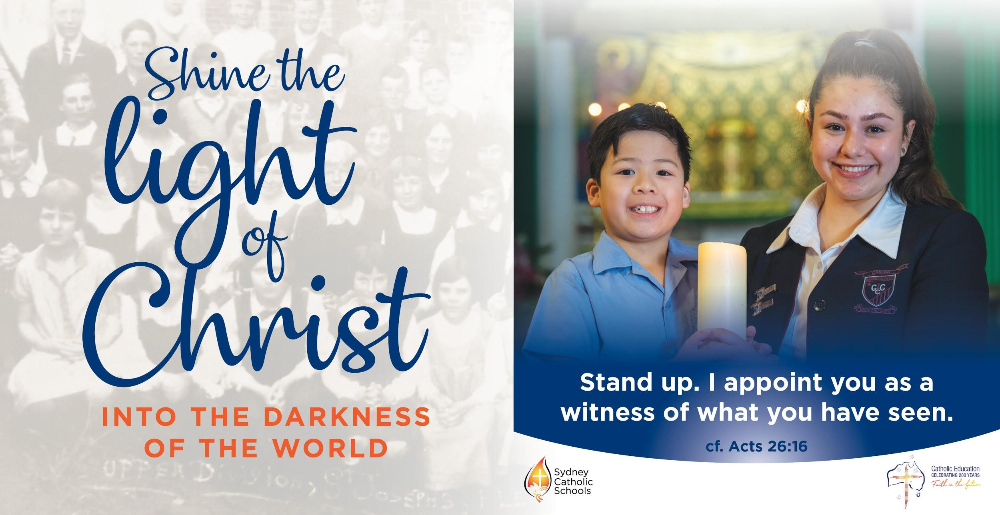 Shine the
light
of
Christ
INTO THE DARKNESS
OF THE WORLD
UPPER Division
JOSEPHS
CASIMIR
MARRICKVILLE
CCC
UNITE AND GROW
Stand up. I appoint you as a
witness of what you have seen.
cf. Acts 26:16
Sydney
Catholic
Schools
Catholic Education
CELEBRATING 200 YEARS
Faith in the future